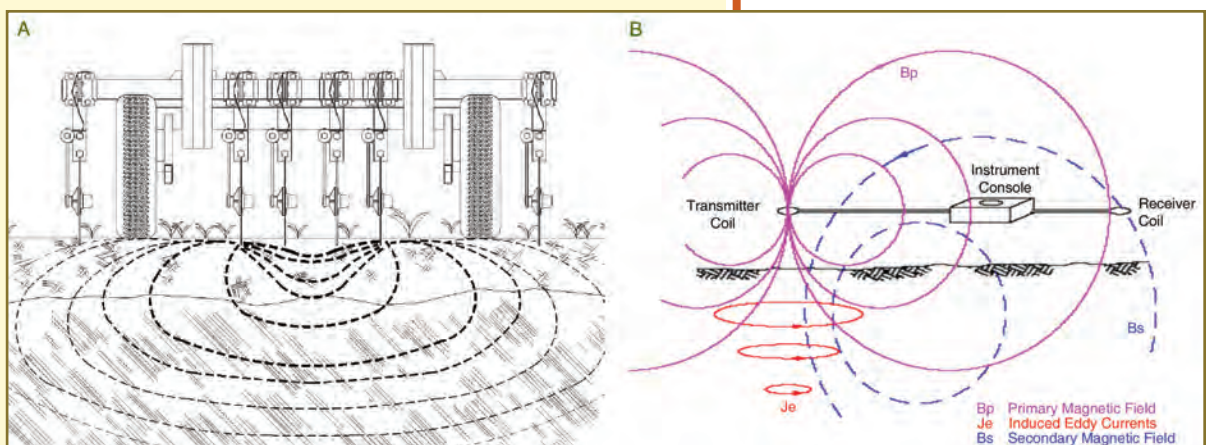 A
B
Bp
Instrument
Console
Transmitter
Coil
Receiver
Coil
Bs
Je
Bp Primary Magnetic Field
Je Induced Eddy Currents
Bs Secondary Magnetic Field